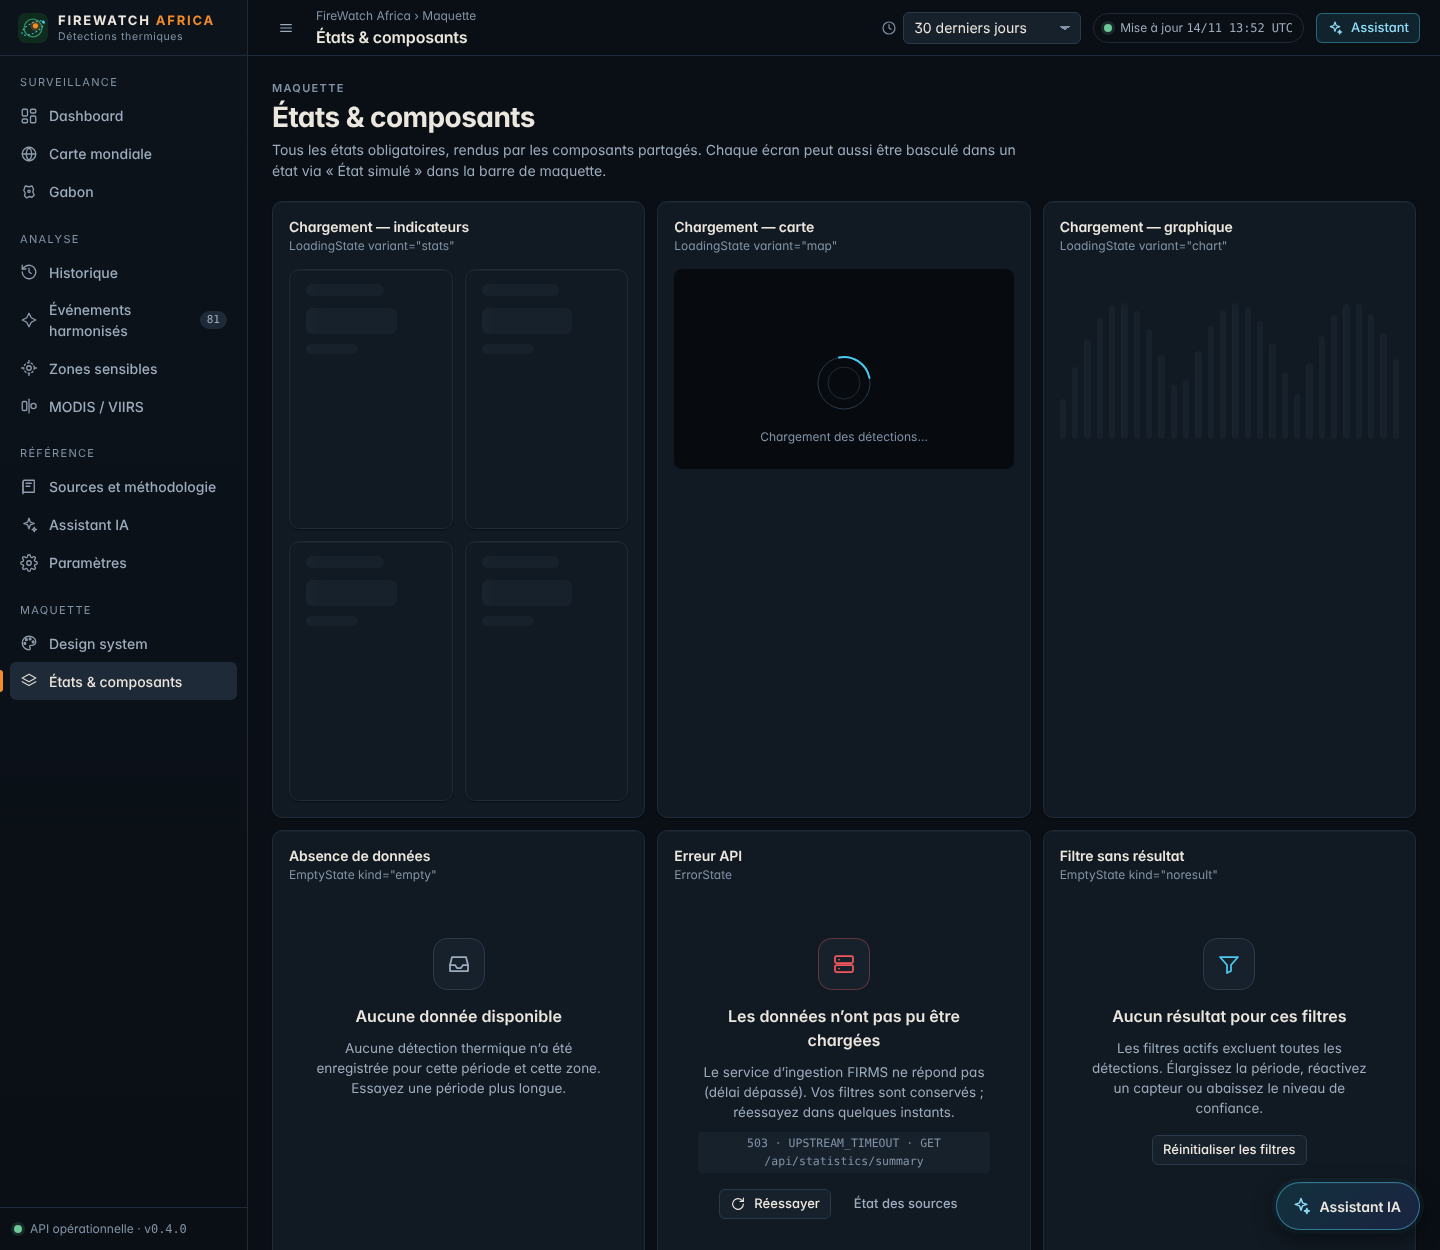 FIREWATCH AFRICA
Détections thermiques
SURVEILLANCE
Dashboard
Carte mondiale
Gabon
ANALYSE
Historique
Événements
harmonisés
81
Zones sensibles
MODIS / VIIRS
RÉFÉRENCE
Sources et méthodologie
Assistant IA
Paramètres
MAQUETTE
Design system
États & composants
API opérationnelle · v0.4.0
FireWatch Africa › Maquette
États & composants
30 derniers jours
Mise à jour 14/11 13:52 UTC
Assistant
MAQUETTE
États & composants
Tous les états obligatoires, rendus par les composants partagés. Chaque écran peut aussi être basculé dans un
état via « État simulé » dans la barre de maquette.
Chargement — indicateurs
LoadingState variant="stats"
Chargement — carte
LoadingState variant="map"
Chargement des détections…
Chargement — graphique
LoadingState variant="chart"
Absence de données
EmptyState kind="empty"
Aucune donnée disponible
Aucune détection thermique n’a été
enregistrée pour cette période et cette zone.
Essayez une période plus longue.
Erreur API
ErrorState
Les données n’ont pas pu être
chargées
Le service d’ingestion FIRMS ne répond pas
(délai dépassé). Vos filtres sont conservés ;
réessayez dans quelques instants.
503 · UPSTREAM_TIMEOUT · GET
/api/statistics/summary
Réessayer
État des sources
Filtre sans résultat
EmptyState kind="noresult"
Aucun résultat pour ces filtres
Les filtres actifs excluent toutes les
détections. Élargissez la période, réactivez
un capteur ou abaissez le niveau de
confiance.
Réinitialiser les filtres
Assistant IA